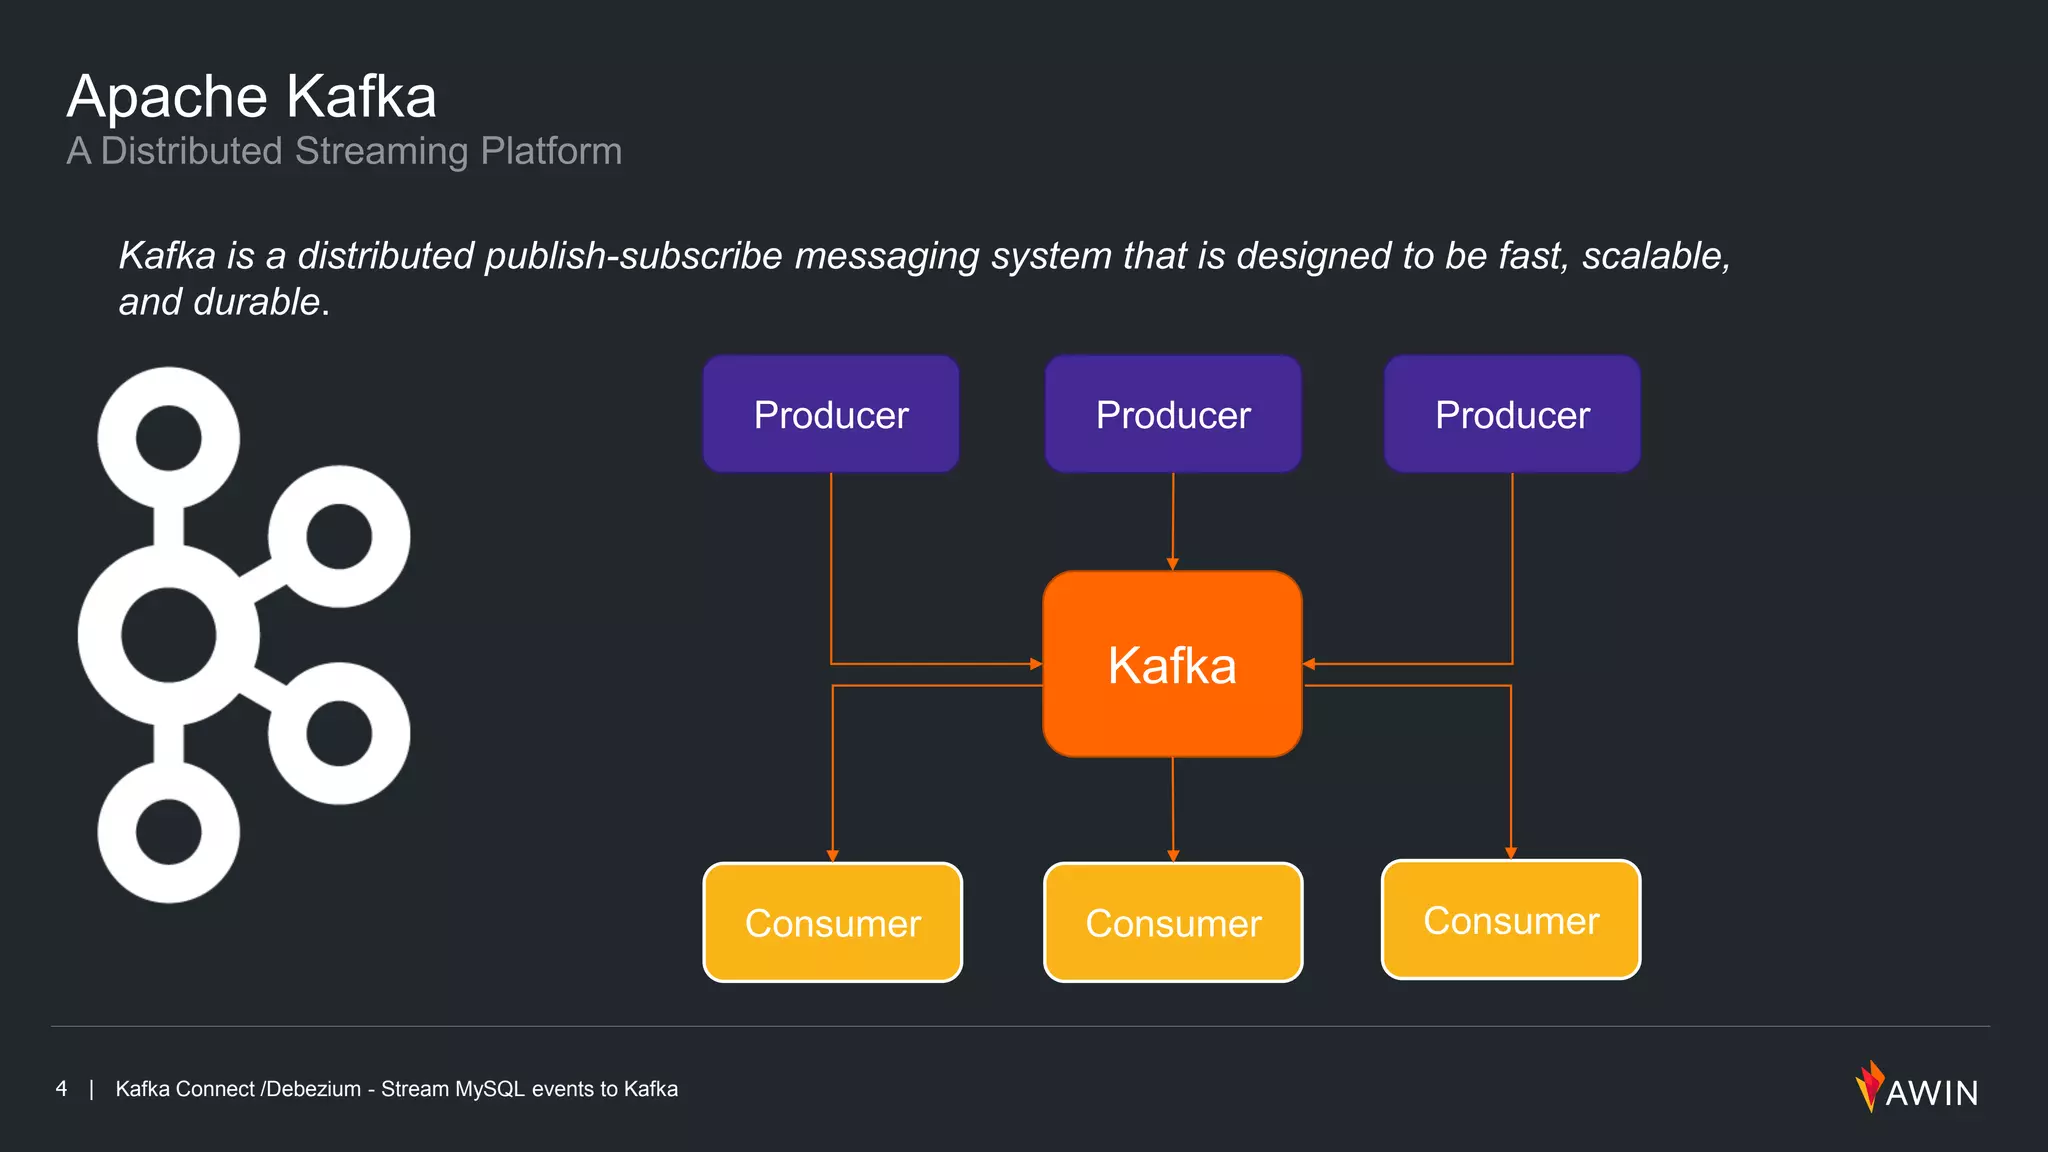 Apache Kafka
A Distributed Streaming Platform
Kafka is a distributed publish-subscribe messaging system that is designed to be fast, scalable,
and durable.
Producer Producer Producer
Kafka
Consumer Consumer Consumer
4 | Kafka Connect /Debezium - Stream MySQL events to Kafka
AWIN